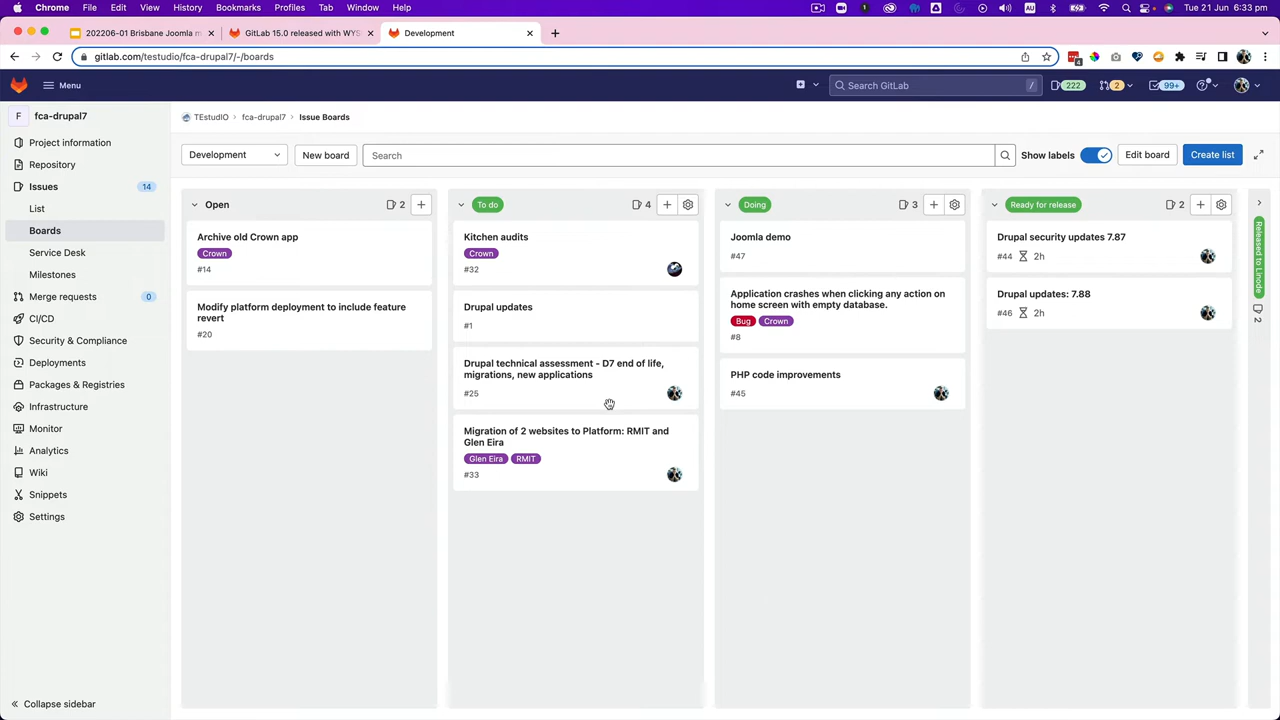 Chrome File Edit View History Bookmarks Profiles Tab Window Help
AU
Tue 21 Jun 6:33 pm
202206-01 Brisbane Joomla m
GitLab 15.0 released with WYS
Development
gitlab.com/testudio/fca-drupal7/-/boards
4
Menu
Search GitLab
/
222
2
99+
F fca-drupal7
TEstudIO
fca-drupal7
Issue Boards
Project information
Repository
Issues 14
List
Boards
Service Desk
Milestones
Merge requests 0
CI/CD
Security & Compliance
Deployments
Packages & Registries
Infrastructure
Monitor
Analytics
Wiki
Snippets
Settings
Collapse sidebar
Development
New board
Search
Show labels
Edit board
Create list
Open 2
Archive old Crown app
Crown
#14
Modify platform deployment to include feature
revert
#20
To do 4
Kitchen audits
Crown
#32
Drupal updates
#1
Drupal technical assessment - D7 end of life,
migrations, new applications
#25
Migration of 2 websites to Platform: RMIT and
Glen Eira
Glen Eira RMIT
#33
Doing 3
Joomla demo
#47
Application crashes when clicking any action on
home screen with empty database.
Bug Crown
#8
PHP code improvements
#45
Ready for release 2
Drupal security updates 7.87
#44 2h
Drupal updates: 7.88
#46 2h
Released to Linode
2